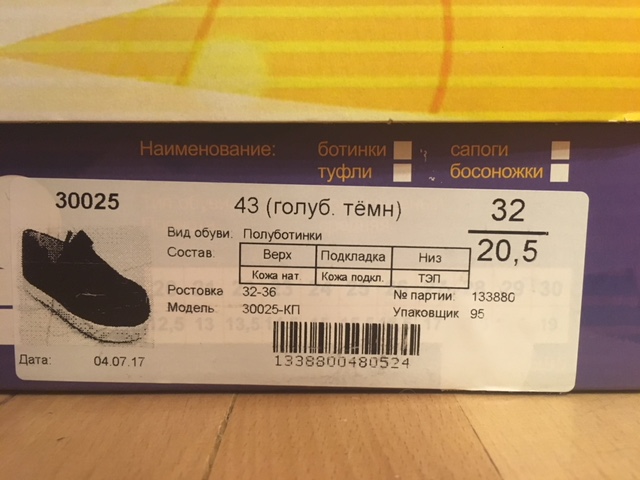 Наименование: ботинки сапоги
туфли босоножки
30025 43 (голуб. тёмн) 32
20,5
Вид обуви: Полуботинки
Состав: Верх Подкладка Низ
Кожа нат. Кожа подкл. ТЭП
Ростовка 32-36 № партии: 133880
Модель: 30025-КП Упаковщик 95
Дата: 04.07.17
1338800480524